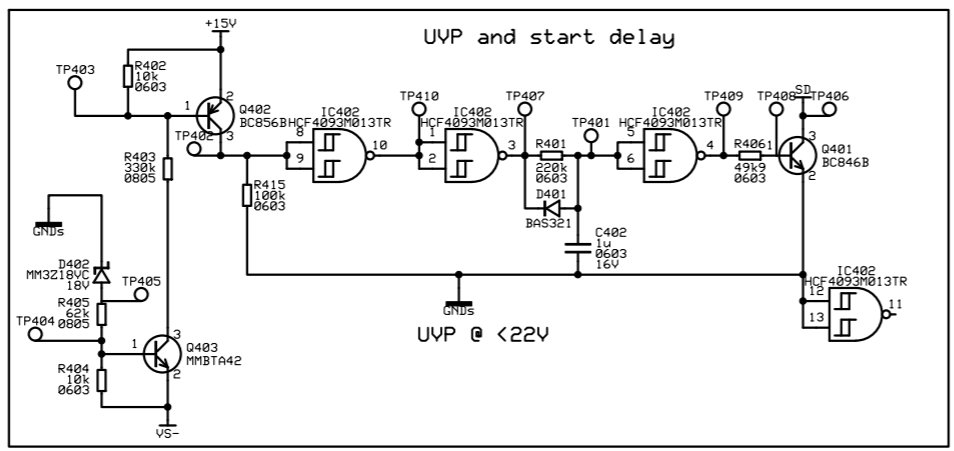 UVP and start delay
+15V
TP403
R402
10k
0603
2
1
Q402
BC856B
3
TP402
R403
330k
0805
R415
100k
0603
IC402
HCF4093M013TR
8
9
10
TP410
IC402
HCF4093M013TR
1
2
3
TP407
R401
220k
0603
D401
BAS321
TP401
C402
1u
0603
16V
IC402
HCF4093M013TR
5
6
4
TP409
R406
49k9
0603
TP408
1
SD
TP406
3
Q401
BC846B
2
GNDs
D402
MM3Z18VC
18V
TP405
R405
62k
0805
TP404
1
3
Q403
MMBTA42
2
R404
10k
0603
VS-
GNDs
UVP @ <22V
IC402
HCF4093M013TR
12
13
11